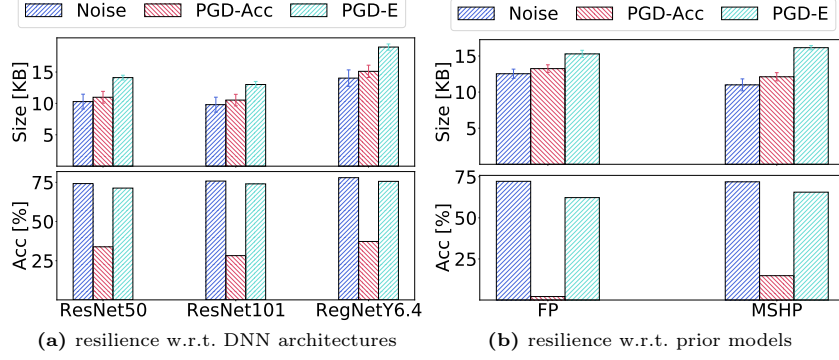 Noise PGD-Acc PGD-E
Size [KB]
15
10
5
Acc [%]
75
50
25
ResNet50 ResNet101 RegNetY6.4
(a) resilience w.r.t. DNN architectures
Noise PGD-Acc PGD-E
Size [KB]
15
10
5
Acc [%]
75
50
25
FP MSHP
(b) resilience w.r.t. prior models